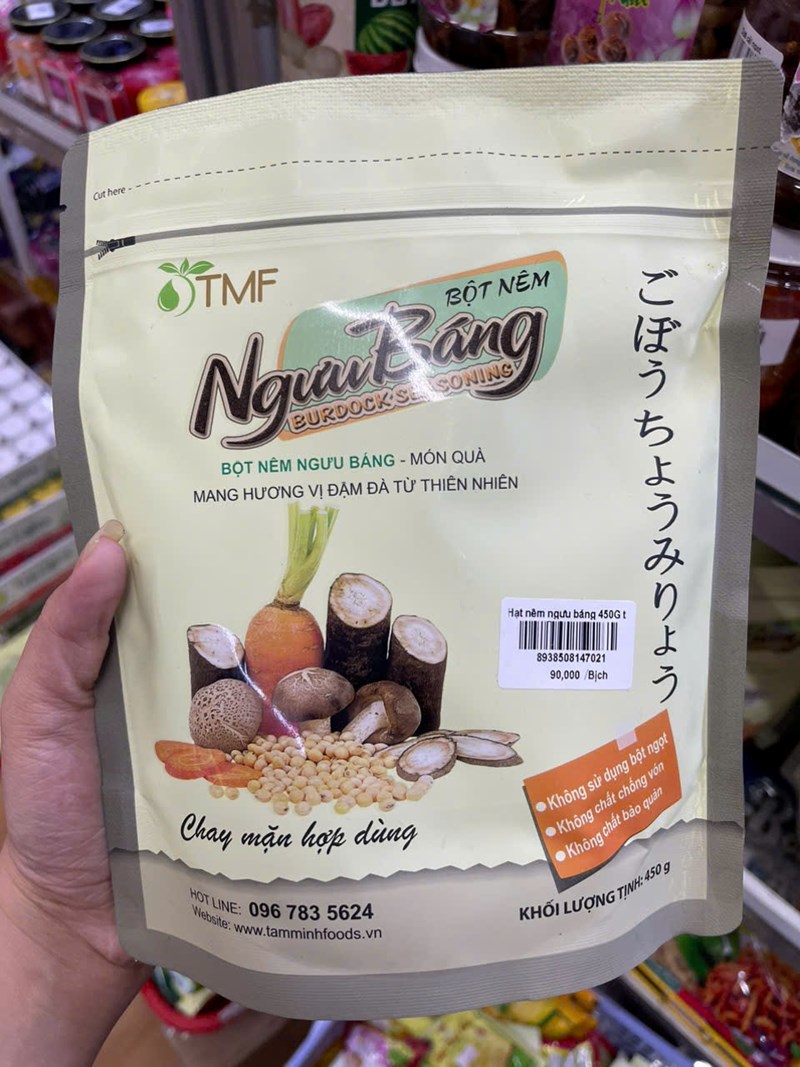 Cut here
TMF
BỘT NÊM
Ngưu Báng
BURDOCK SEASONING
BỘT NÊM NGƯU BÁNG - MÓN QUÀ
MANG HƯƠNG VỊ ĐẬM ĐÀ TỪ THIÊN NHIÊN
ごぼうちょうみりょう
Hạt nêm ngưu báng 450G t
8938508147021
90,000 /Bịch
Không sử dụng bột ngọt
Không chất chống vón
Không chất bảo quản
Chay mặn hợp dùng
HOT LINE: 096 783 5624
Website: www.tamminhfoods.vn
KHỐI LƯỢNG TỊNH: 450 g